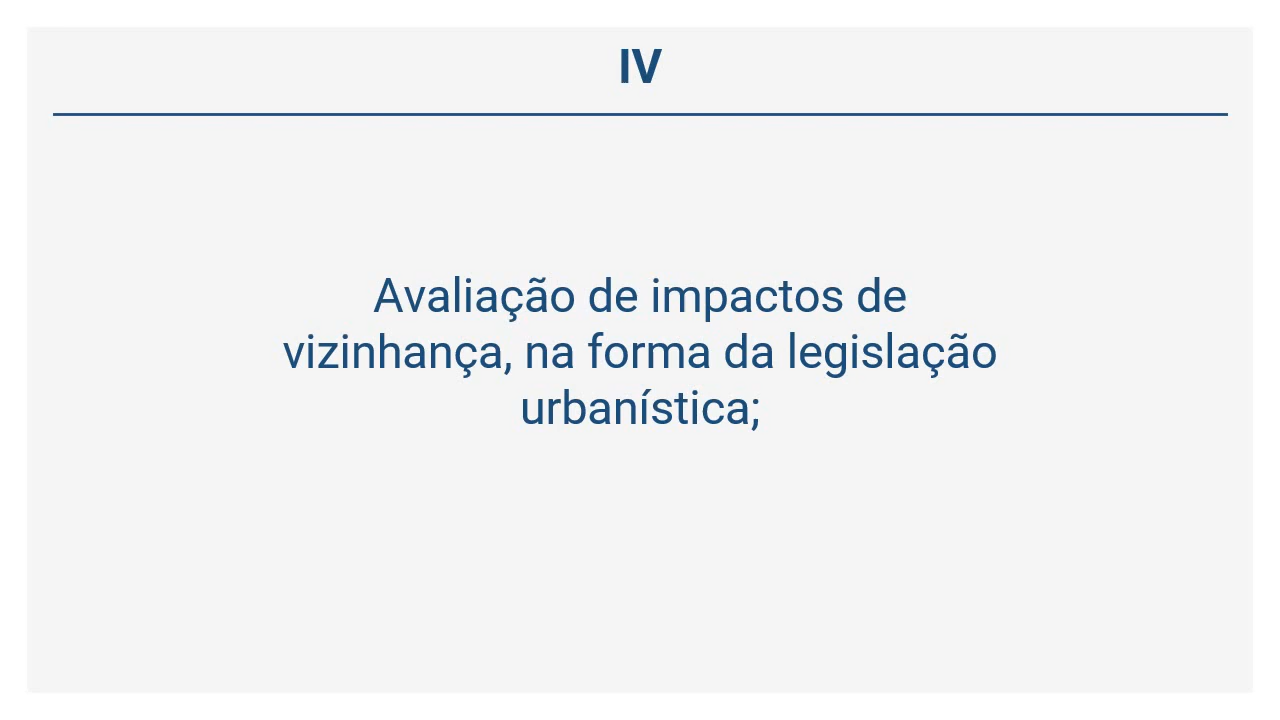 IV
Avaliação de impactos de
vizinhança, na forma da legislação
urbanística;